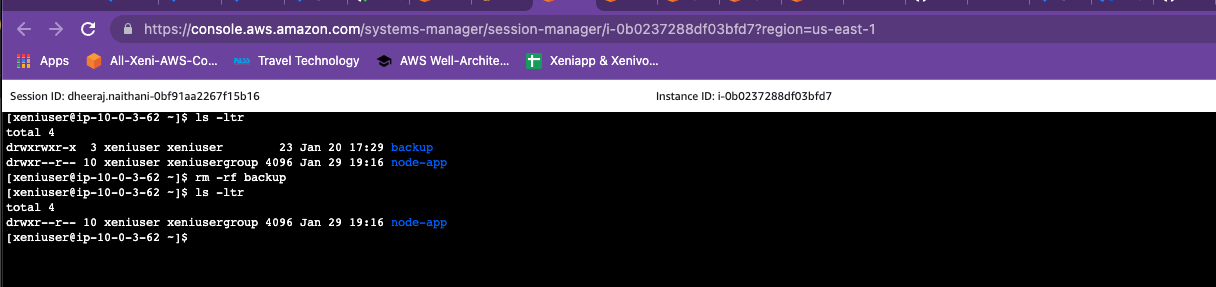 https://console.aws.amazon.com/systems-manager/session-manager/i-0b0237288df03bfd7?region=us-east-1
Apps All-Xeni-AWS-Co... PASO Travel Technology AWS Well-Archite... Xeniapp & Xenivo...
Session ID: dheeraj.naithani-0bf91aa2267f15b16 Instance ID: i-0b0237288df03bfd7
[xeniuser@ip-10-0-3-62 ~]$ ls -ltr
total 4
drwxrwxr-x 3 xeniuser xeniuser 23 Jan 20 17:29 backup
drwxr--r-- 10 xeniuser xeniusergroup 4096 Jan 29 19:16 node-app
[xeniuser@ip-10-0-3-62 ~]$ rm -rf backup
[xeniuser@ip-10-0-3-62 ~]$ ls -ltr
total 4
drwxr--r-- 10 xeniuser xeniusergroup 4096 Jan 29 19:16 node-app
[xeniuser@ip-10-0-3-62 ~]$